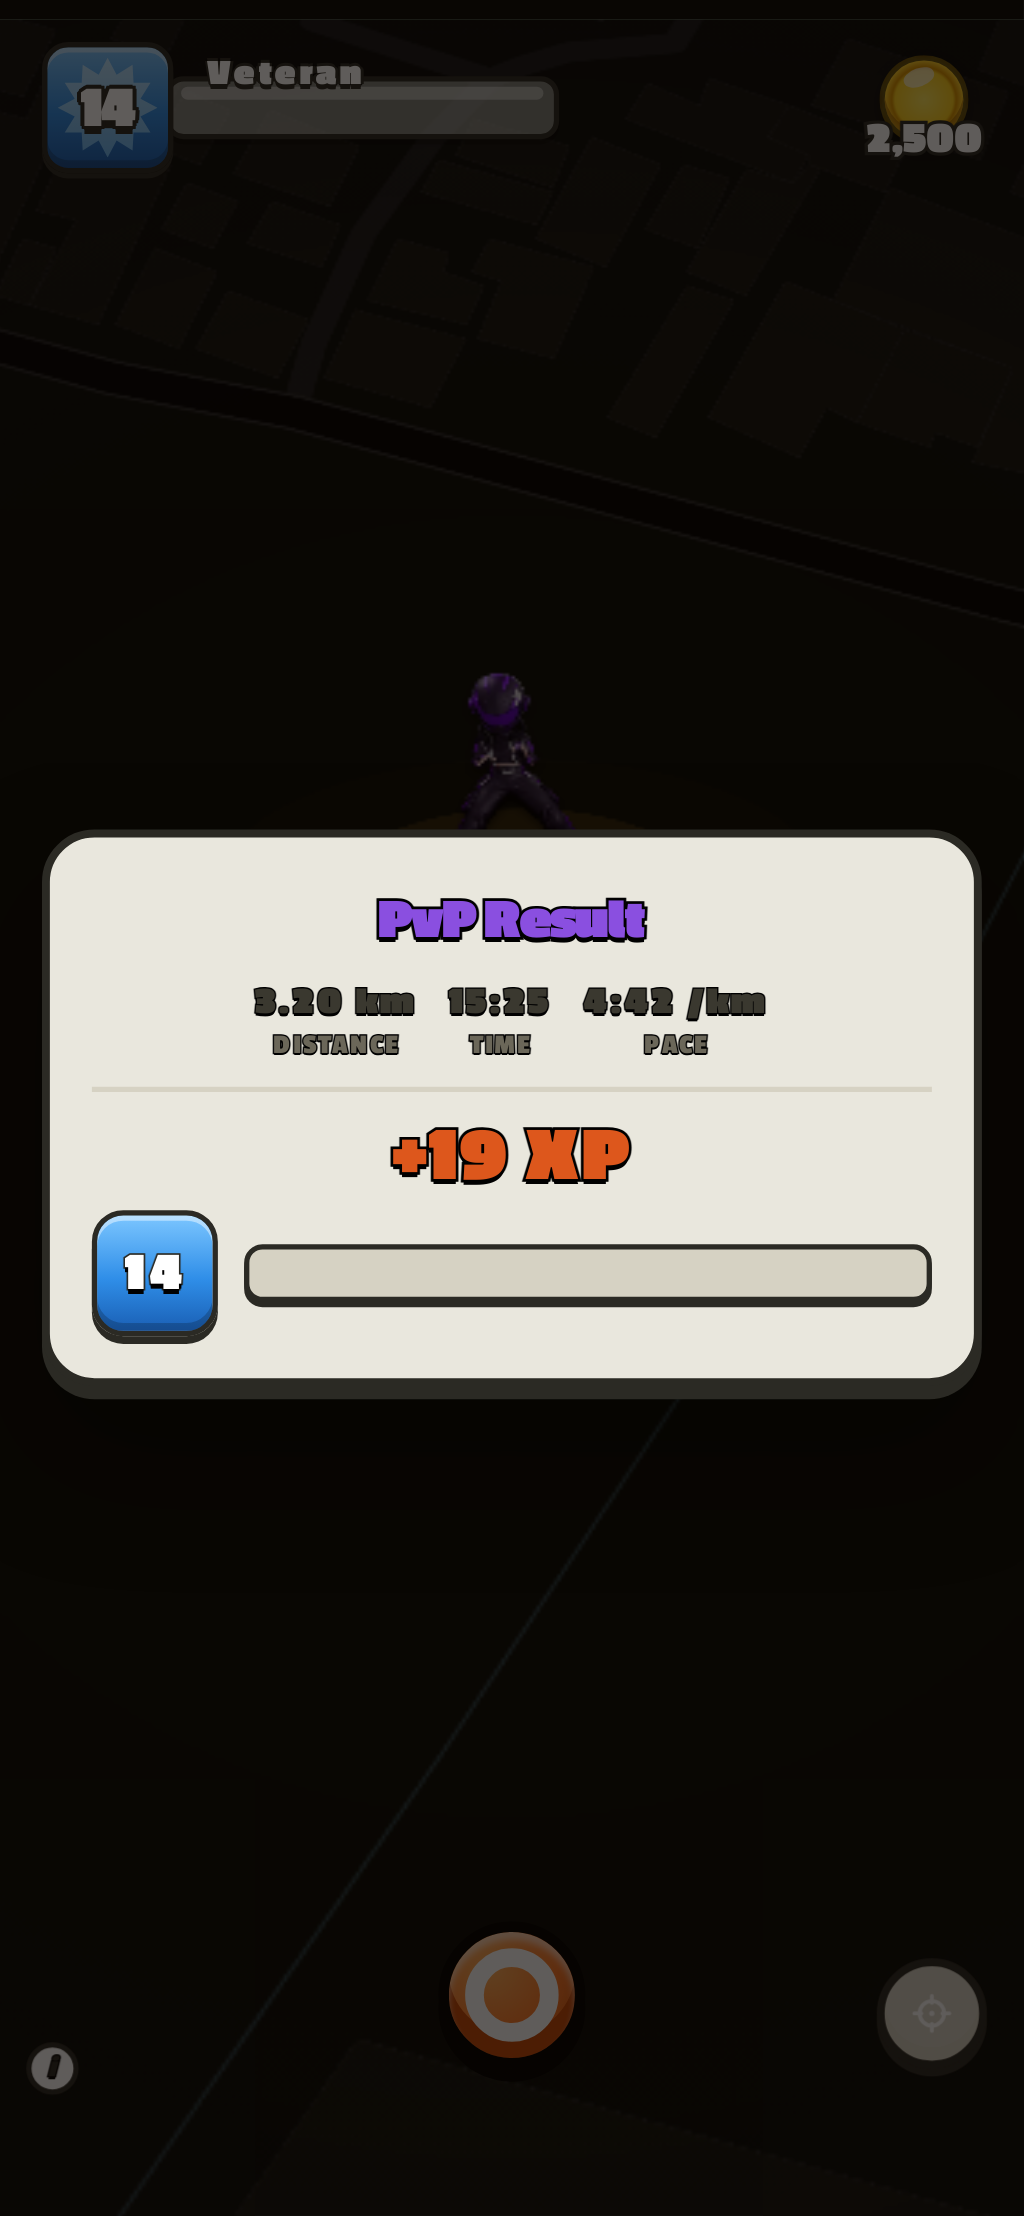 Veteran
14
2,500
PvP Result
3.20 km 15:25 4:42 /km
DISTANCE TIME PACE
+19 XP
14